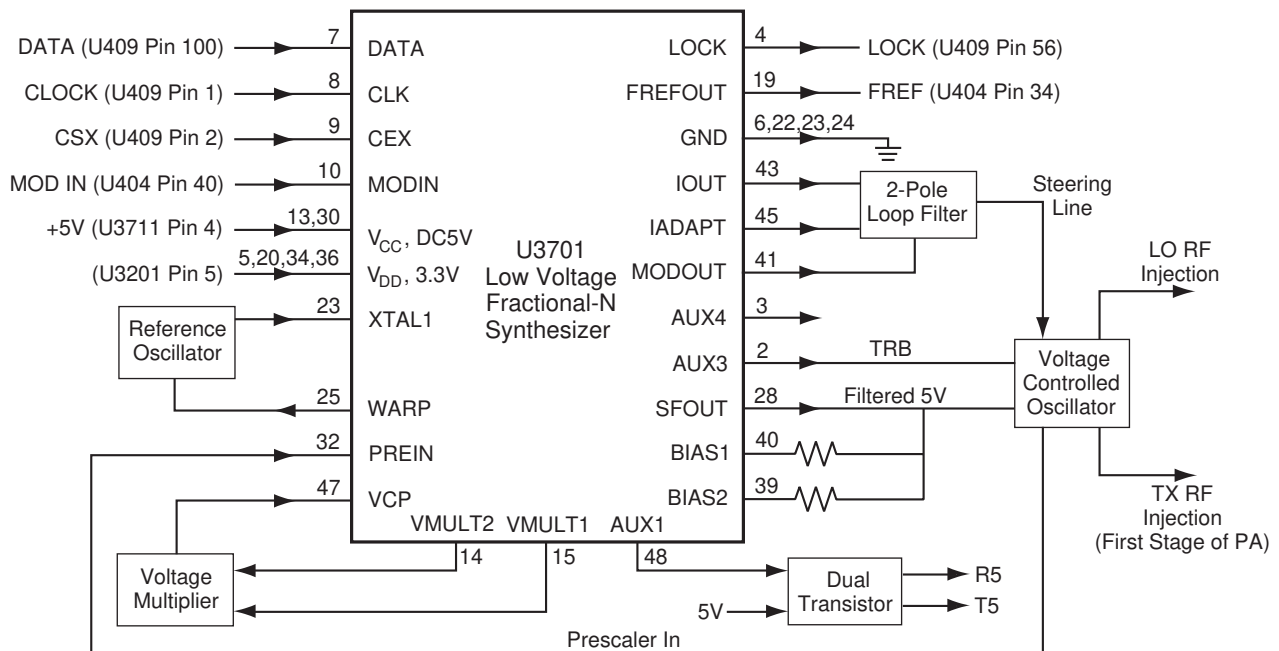 DATA (U409 Pin 100)
7
DATA
CLOCK (U409 Pin 1)
8
CLK
CSX (U409 Pin 2)
9
CEX
MOD IN (U404 Pin 40)
10
MODIN
+5V (U3711 Pin 4)
13,30
VCC, DC5V
(U3201 Pin 5)
5,20,34,36
VDD, 3.3V
Reference
Oscillator
23
XTAL1
25
WARP
32
PREIN
47
VCP
Voltage
Multiplier
VMULT2
14
VMULT1
15
AUX1
48
U3701
Low Voltage
Fractional-N
Synthesizer
LOCK
4
LOCK (U409 Pin 56)
FREFOUT
19
FREF (U404 Pin 34)
GND
6,22,23,24
IOUT
43
IADAPT
45
MODOUT
41
2-Pole
Loop Filter
Steering
Line
AUX4
3
AUX3
2
TRB
SFOUT
28
Filtered 5V
BIAS1
40
BIAS2
39
Voltage
Controlled
Oscillator
LO RF
Injection
TX RF
Injection
(First Stage of PA)
5V
Dual
Transistor
R5
T5
Prescaler In